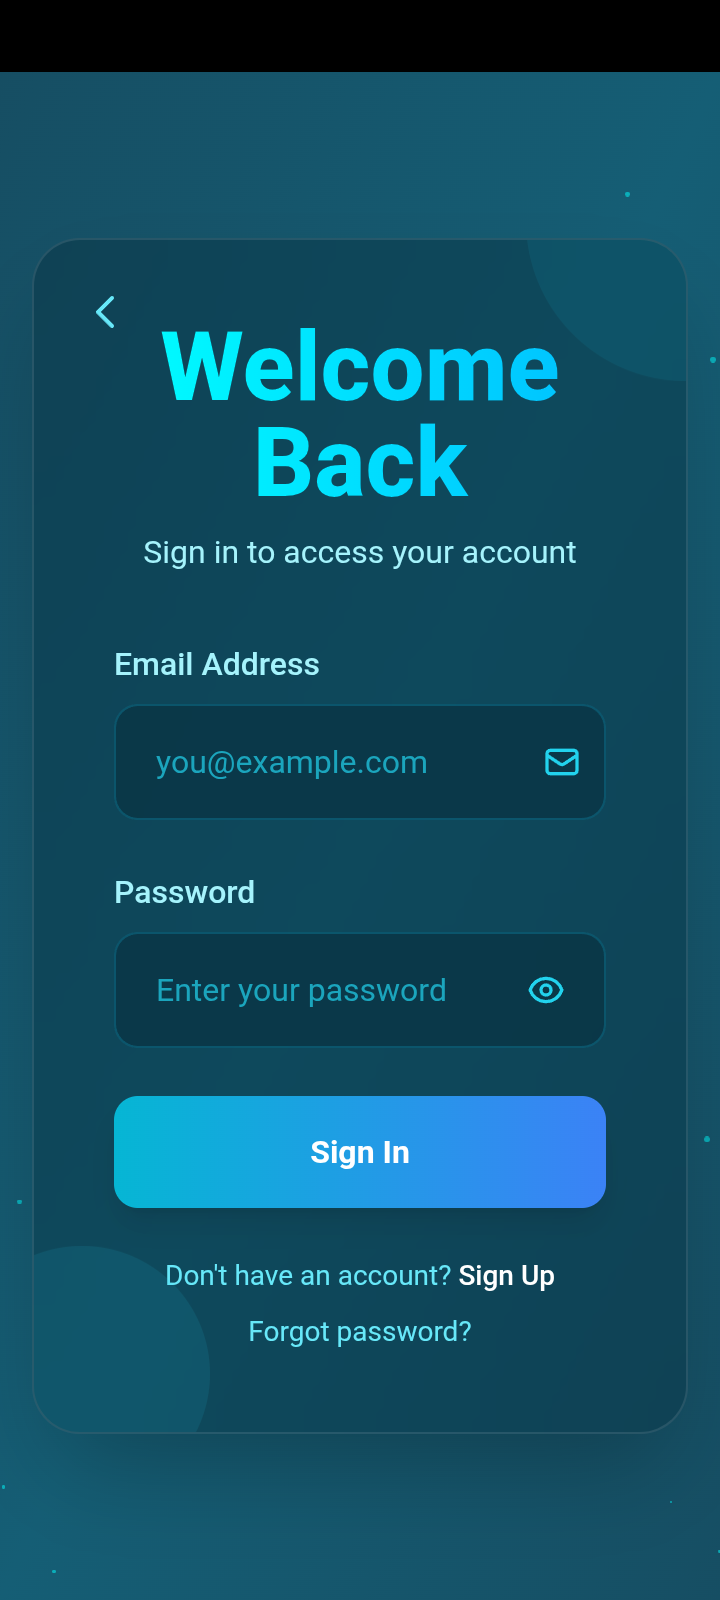 Welcome
Back
Sign in to access your account
Email Address
you@example.com
Password
Enter your password
Sign In
Don't have an account? Sign Up
Forgot password?